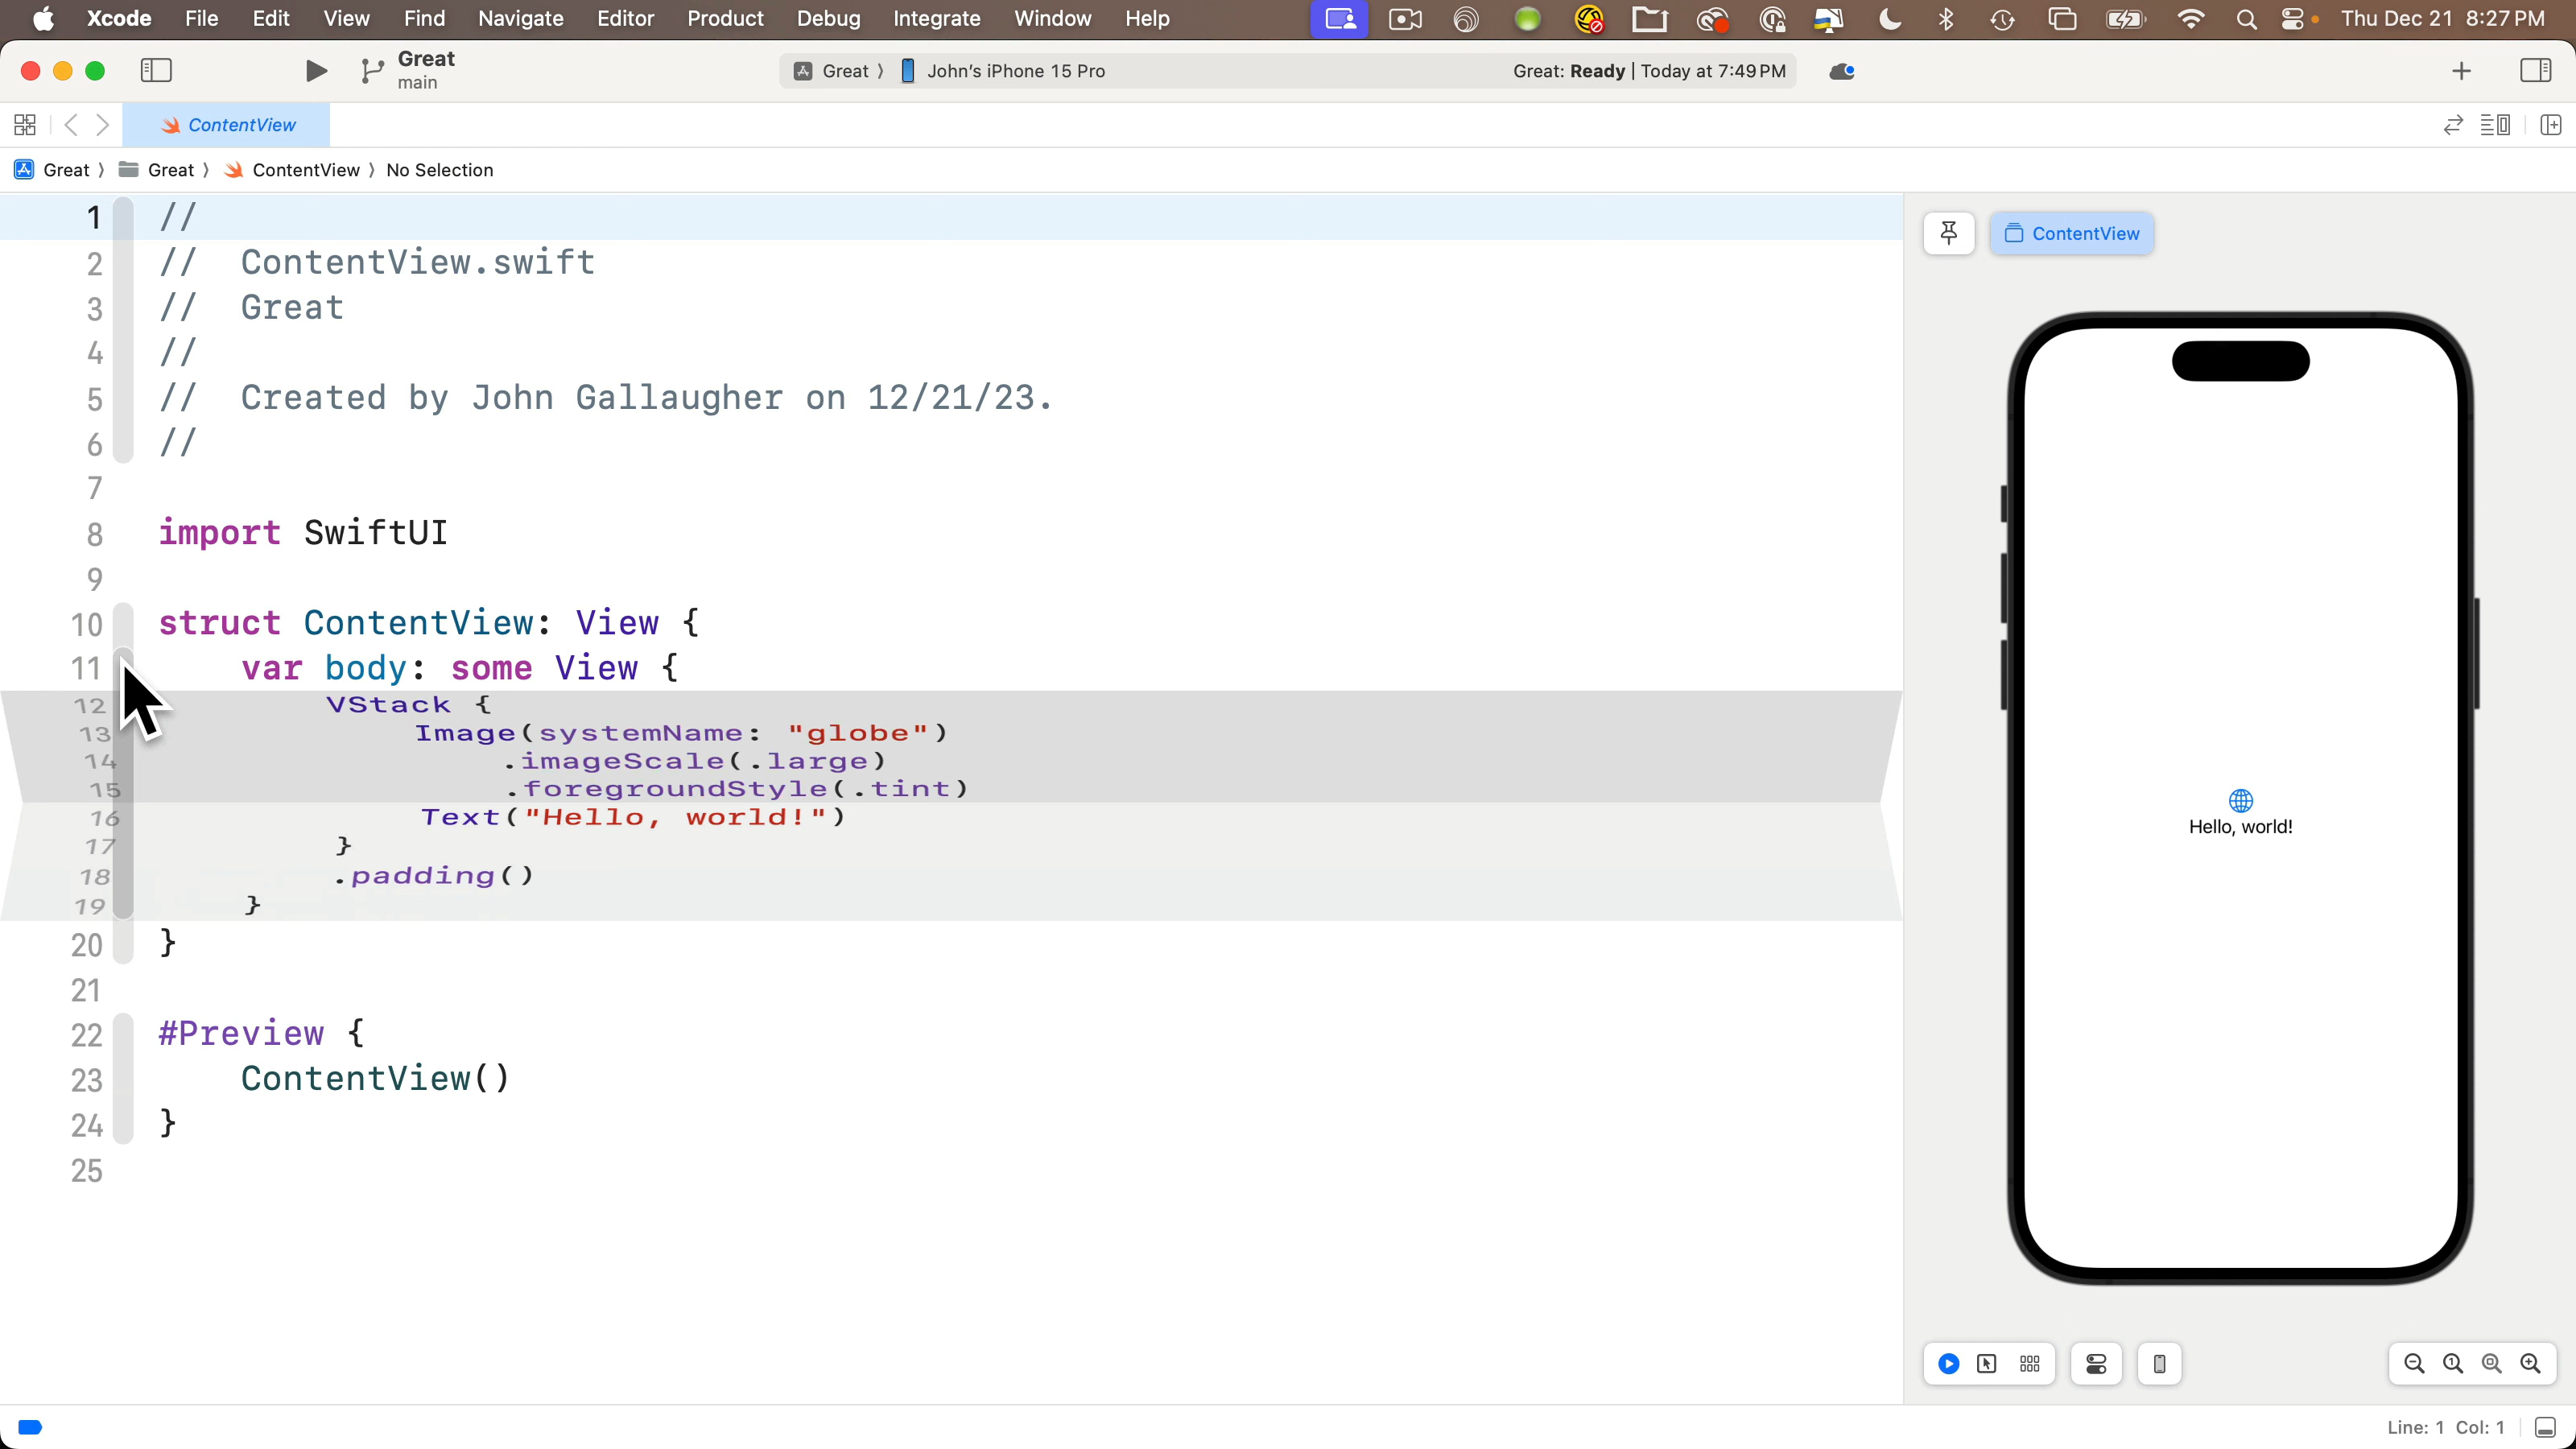 Xcode File Edit View Find Navigate Editor Product Debug Integrate Window Help Thu Dec 21 8:27 PM
Great
main
Great 〉 John's iPhone 15 Pro
Great: Ready | Today at 7:49 PM
ContentView
Great 〉 Great 〉 ContentView 〉 No Selection
1 //
2 // ContentView.swift
3 // Great
4 //
5 // Created by John Gallaugher on 12/21/23.
6 //
7
8 import SwiftUI
9
10 struct ContentView: View {
11 var body: some View {
12 VStack {
13 Image(systemName: "globe")
14 .imageScale(.large)
15 .foregroundStyle(.tint)
16 Text("Hello, world!")
17 }
18 .padding()
19 }
20 }
21
22 #Preview {
23 ContentView()
24 }
25
ContentView
Hello, world!
Line: 1 Col: 1